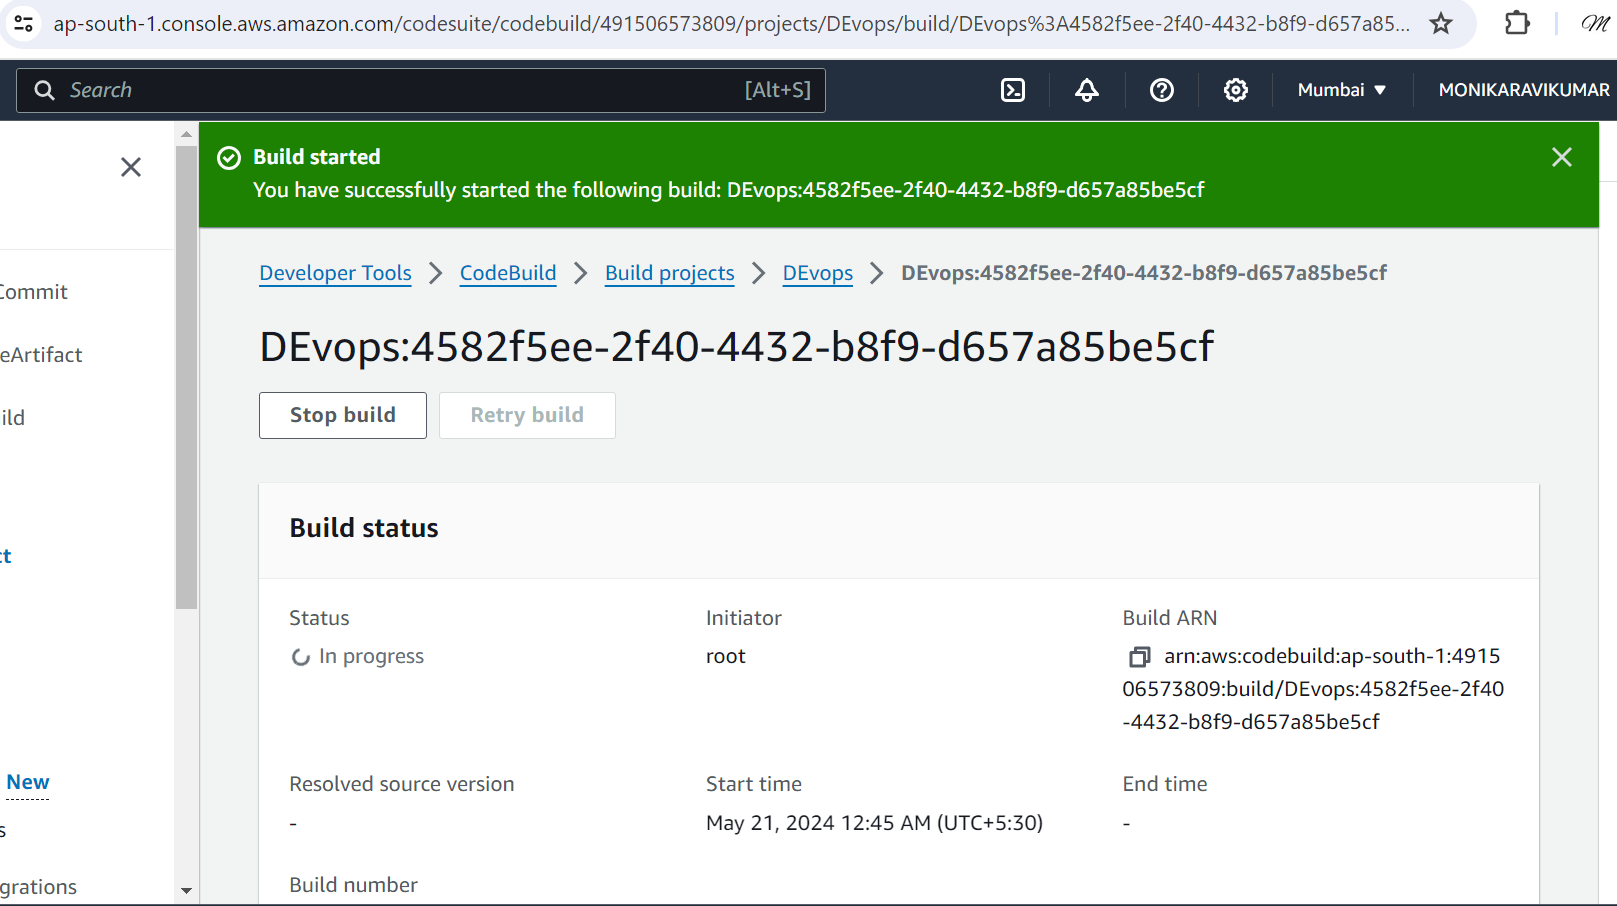 ap-south-1.console.aws.amazon.com/codesuite/codebuild/491506573809/projects/DEvops/build/DEvops%3A4582f5ee-2f40-4432-b8f9-d657a85...
Search [Alt+S] Mumbai ▼ MONIKARAVIKUMAR
Build started
You have successfully started the following build: DEvops:4582f5ee-2f40-4432-b8f9-d657a85be5cf
Developer Tools > CodeBuild > Build projects > DEvops > DEvops:4582f5ee-2f40-4432-b8f9-d657a85be5cf
Commit
eArtifact
ild
ct
New
s
grations
DEvops:4582f5ee-2f40-4432-b8f9-d657a85be5cf
Stop build Retry build
Build status
Status
In progress
Initiator
root
Build ARN
arn:aws:codebuild:ap-south-1:4915
06573809:build/DEvops:4582f5ee-2f40
-4432-b8f9-d657a85be5cf
Resolved source version
-
Start time
May 21, 2024 12:45 AM (UTC+5:30)
End time
-
Build number